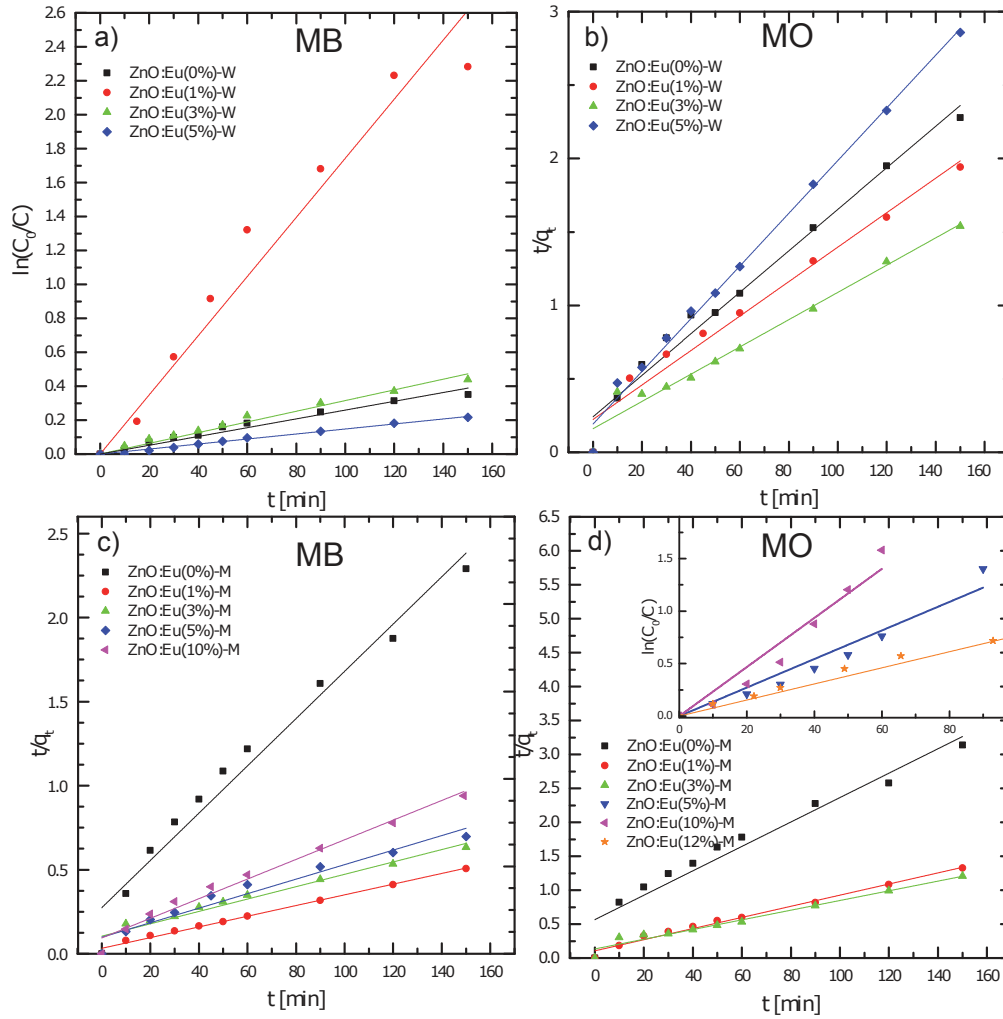 a) MB
ZnO:Eu(0%)-W
ZnO:Eu(1%)-W
ZnO:Eu(3%)-W
ZnO:Eu(5%)-W
ln(C0/C)
2.6
2.4
2.2
2.0
1.8
1.6
1.4
1.2
1.0
0.8
0.6
0.4
0.2
0.0
0 20 40 60 80 100 120 140 160
t [min]
b) MO
ZnO:Eu(0%)-W
ZnO:Eu(1%)-W
ZnO:Eu(3%)-W
ZnO:Eu(5%)-W
t/qt
3
2
1
0
0 20 40 60 80 100 120 140 160
t [min]
c) MB
ZnO:Eu(0%)-M
ZnO:Eu(1%)-M
ZnO:Eu(3%)-M
ZnO:Eu(5%)-M
ZnO:Eu(10%)-M
t/qt
2.5
2.0
1.5
1.0
0.5
0.0
0 20 40 60 80 100 120 140 160
t [min]
d) MO
ln(C0/C)
1.5
1.0
0.5
0.0
0 20 40 60 80
ZnO:Eu(0%)-M
ZnO:Eu(1%)-M
ZnO:Eu(3%)-M
ZnO:Eu(5%)-M
ZnO:Eu(10%)-M
ZnO:Eu(12%)-M
t/qt
6.5
6.0
5.5
5.0
4.5
4.0
3.5
3.0
2.5
2.0
1.5
1.0
0.5
0.0
0 20 40 60 80 100 120 140 160
t [min]